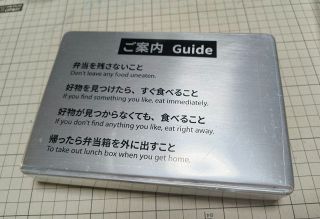 ご案内 Guide
弁当を残さないこと
Don't leave any food uneaten.
好物を見つけたら、すぐ食べること
If you find something you like, eat immediately.
好物が見つからなくても、食べること
If you don't find anything you like, eat right away.
帰ったら弁当箱を外に出すこと
To take out lunch box when you get home.